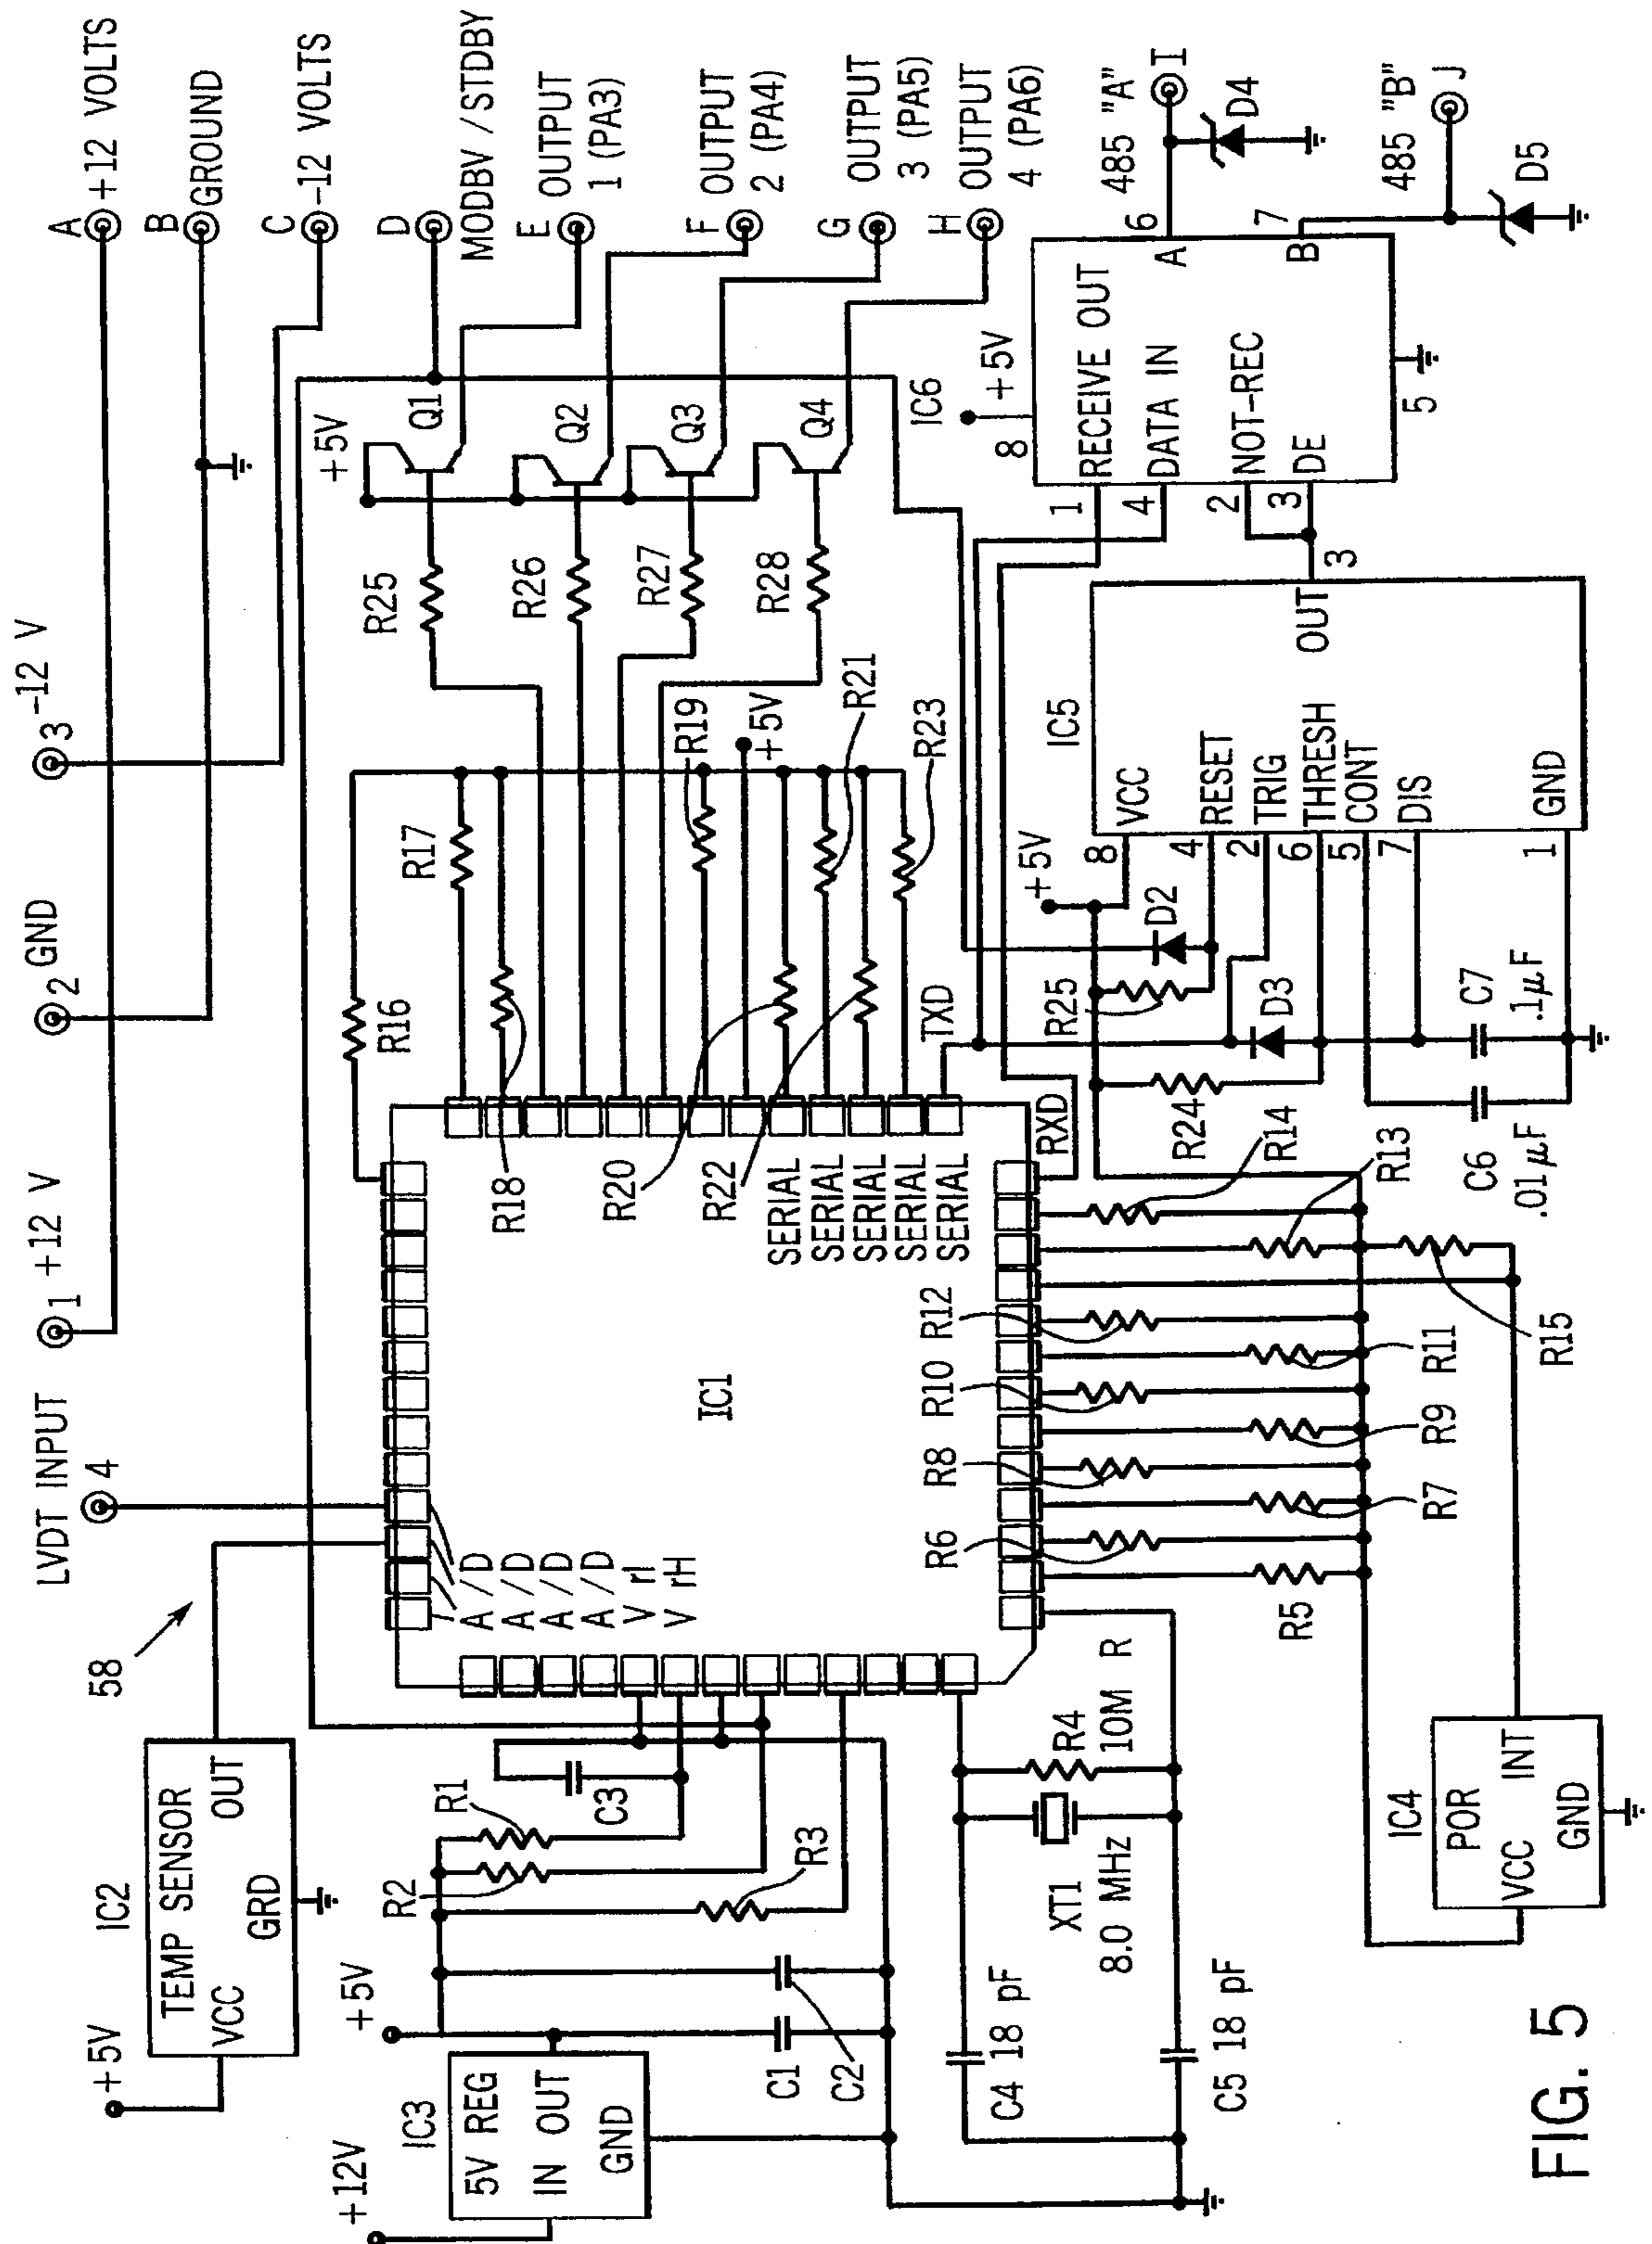 58
LVDT INPUT
4
1 +12 V
2 GND
3 -12 V
A +12 VOLTS
B GROUND
C -12 VOLTS
D
MODBV / STDBY
E OUTPUT
1 (PA3)
F OUTPUT
2 (PA4)
G OUTPUT
3 (PA5)
H OUTPUT
4 (PA6)
+5V
IC2
TEMP SENSOR
VCC
OUT
GRD
+12V
IC3
5V REG
IN OUT
GND
+5V
R1
R2
R3
C1
C2
C3
A/D
A/D
A/D
A/D
V rl
V rH
IC1
SERIAL
SERIAL
SERIAL
SERIAL
SERIAL
TXD
RXD
R16
R17
R18
R19
R20
R21
R22
R23
+5V
R25
R26
R27
R28
+5V
Q1
Q2
Q3
Q4
C4 18 pF
C5 18 pF
XT1
8.0 MHz
R4
10M R
R5
R6
R7
R8
R9
R10
R11
R12
R13
R14
R15
IC4
POR
VCC
INT
GND
+5V
R24
R25
D2
D3
C6
.01µF
C7
.1µF
IC5
8 VCC
4 RESET
2 TRIG
6 THRESH
5 CONT
7 DIS
1 GND
OUT
3
IC6
+5V
8
1 RECEIVE OUT
4 DATA IN
2 NOT-REC
3 DE
5
A 6
B 7
485 "A"
I
D4
485 "B"
J
D5
FIG. 5